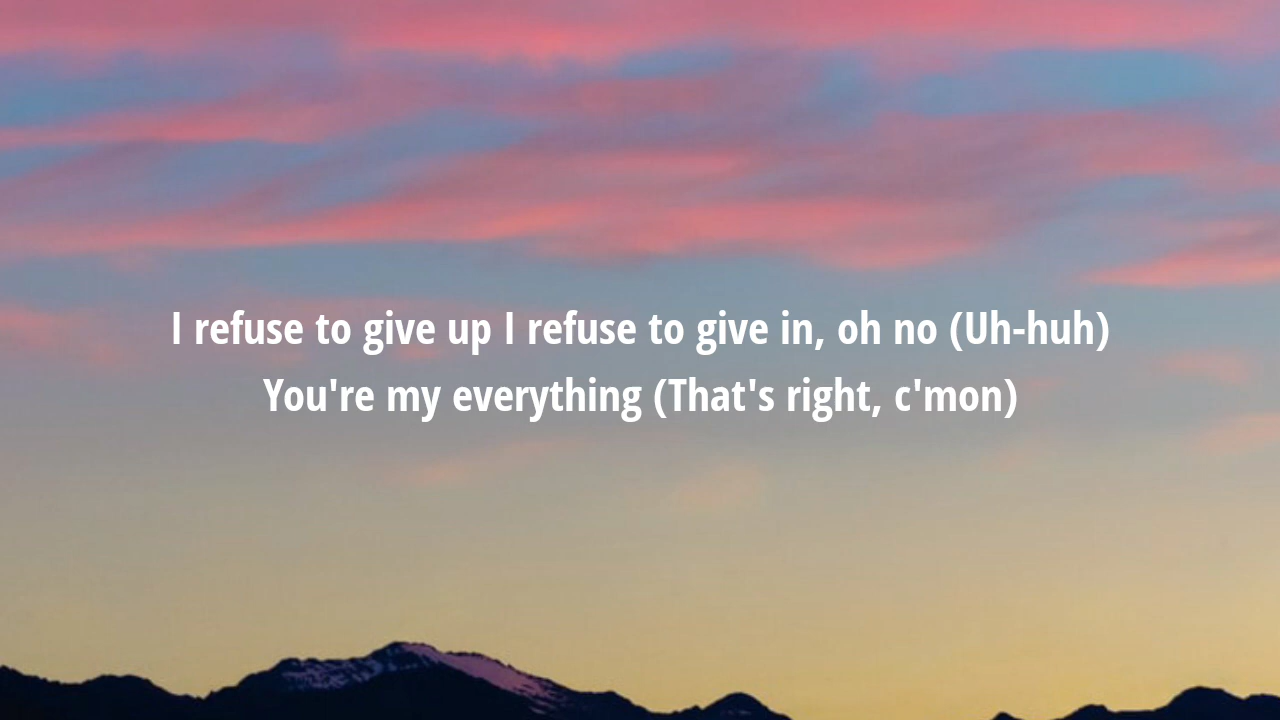 I refuse to give up I refuse to give in, oh no (Uh-huh)
You're my everything (That's right, c'mon)